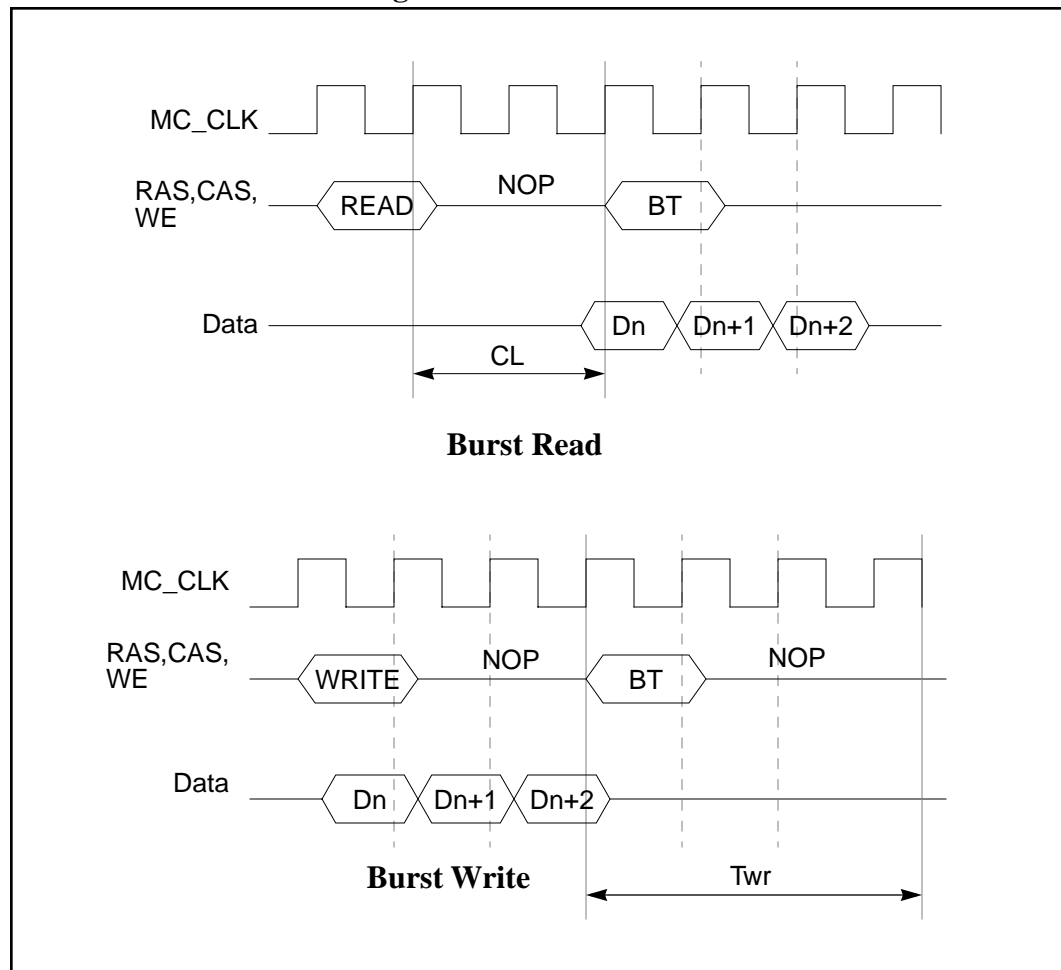 MC_CLK
RAS,CAS,
WE
READ
NOP
BT
Data
Dn
Dn+1
Dn+2
CL
Burst Read
MC_CLK
RAS,CAS,
WE
WRITE
NOP
BT
NOP
Data
Dn
Dn+1
Dn+2
Burst Write
Twr